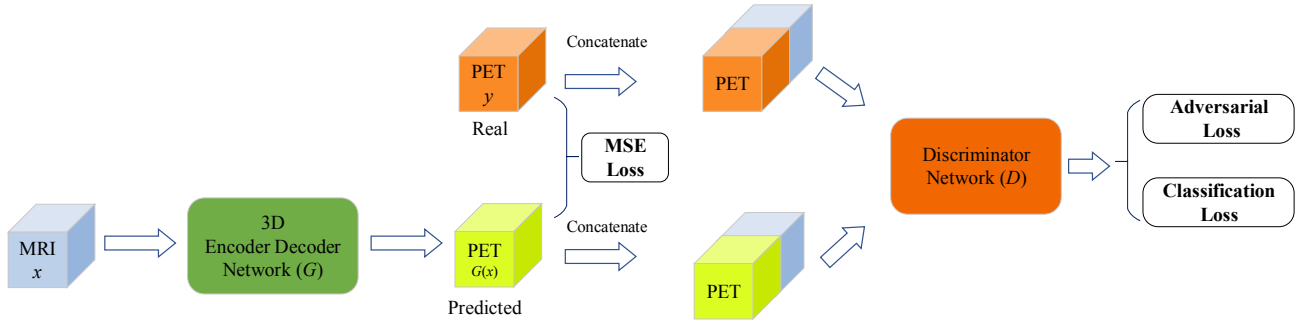 PET
y
Real
Concatenate
PET
MSE
Loss
Discriminator
Network (D)
Adversarial
Loss
Classification
Loss
MRI
x
3D
Encoder Decoder
Network (G)
PET
G(x)
Predicted
Concatenate
PET